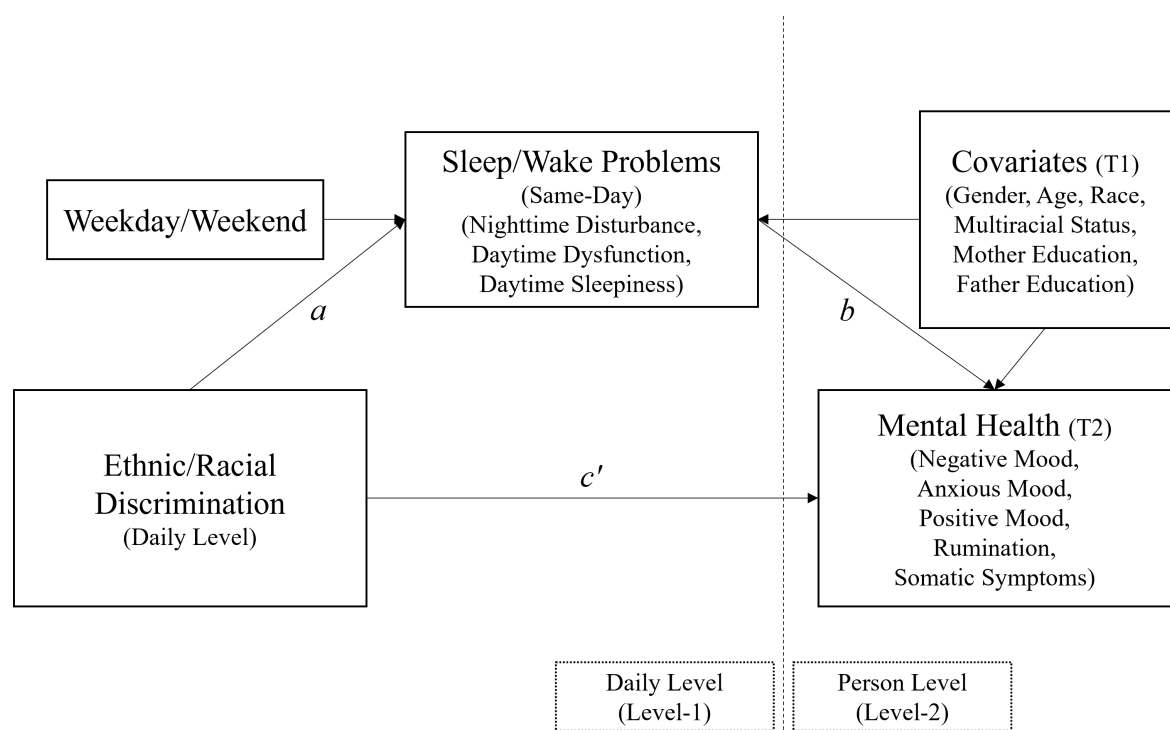 Weekday/Weekend
Sleep/Wake Problems
(Same-Day)
(Nighttime Disturbance,
Daytime Dysfunction,
Daytime Sleepiness)
Covariates (T1)
(Gender, Age, Race,
Multiracial Status,
Mother Education,
Father Education)
a
b
Ethnic/Racial
Discrimination
(Daily Level)
c'
Mental Health (T2)
(Negative Mood,
Anxious Mood,
Positive Mood,
Rumination,
Somatic Symptoms)
Daily Level
(Level-1)
Person Level
(Level-2)